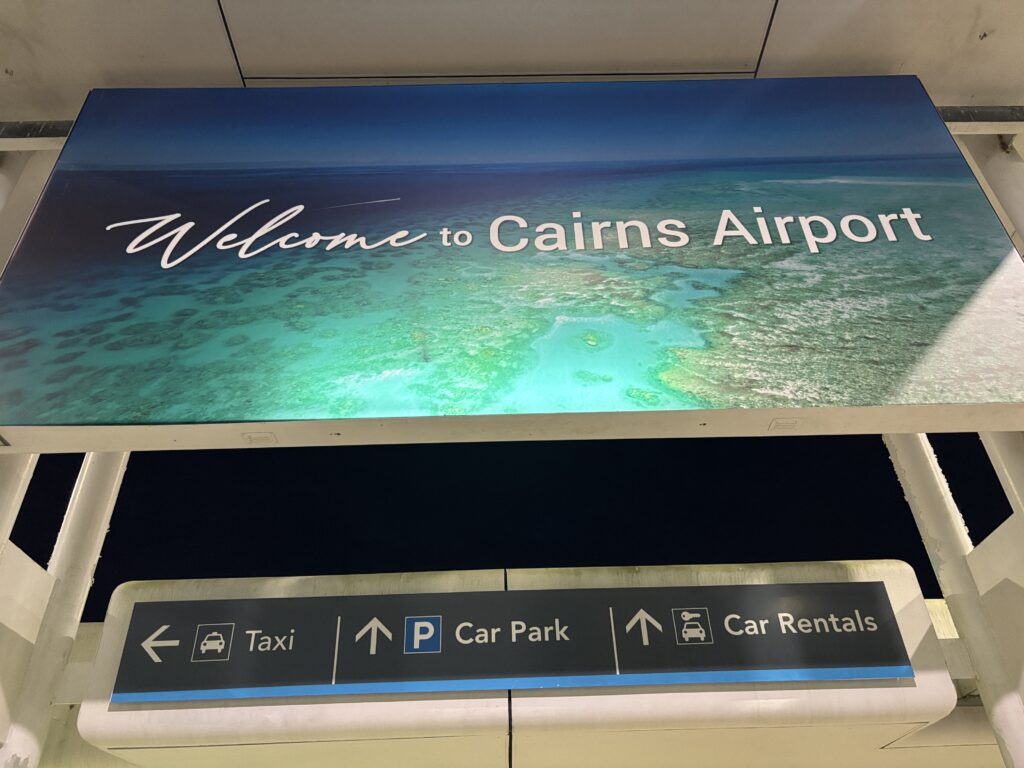 Welcome to Cairns Airport
Taxi P Car Park Car Rentals